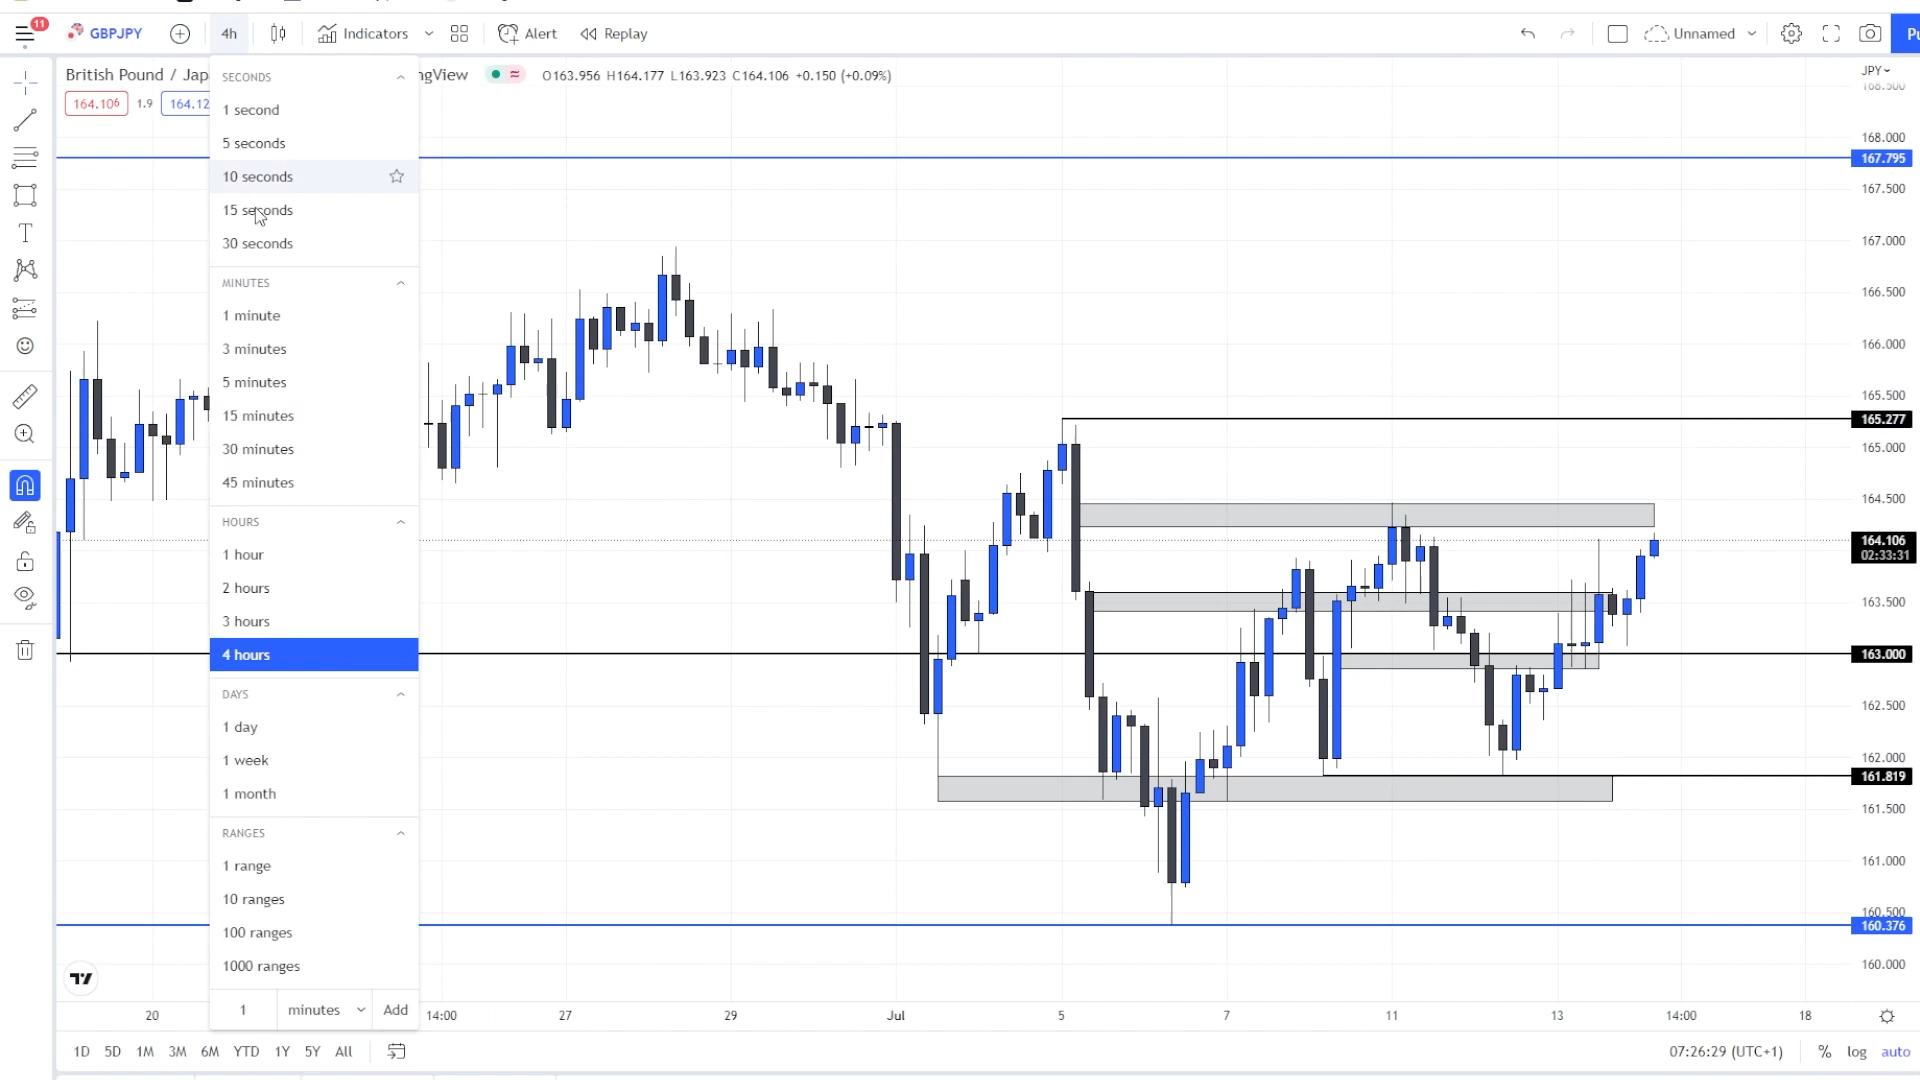 11
GBPJPY
4h
Indicators
Alert
Replay
Unnamed
British Pound / Japa
ngView
O163.956 H164.177 L163.923 C164.106 +0.150 (+0.09%)
JPY
164.106
1.9
164.12
SECONDS
1 second
5 seconds
10 seconds
15 seconds
30 seconds
MINUTES
1 minute
3 minutes
5 minutes
15 minutes
30 minutes
45 minutes
HOURS
1 hour
2 hours
3 hours
4 hours
DAYS
1 day
1 week
1 month
RANGES
1 range
10 ranges
100 ranges
1000 ranges
1
minutes
Add
168.500
168.000
167.795
167.500
167.000
166.500
166.000
165.500
165.277
165.000
164.500
164.106
02:33:31
163.500
163.000
162.500
162.000
161.819
161.500
161.000
160.500
160.376
160.000
20
14:00
27
29
Jul
5
7
11
13
14:00
18
1D 5D 1M 3M 6M YTD 1Y 5Y All
07:26:29 (UTC+1)
% log auto